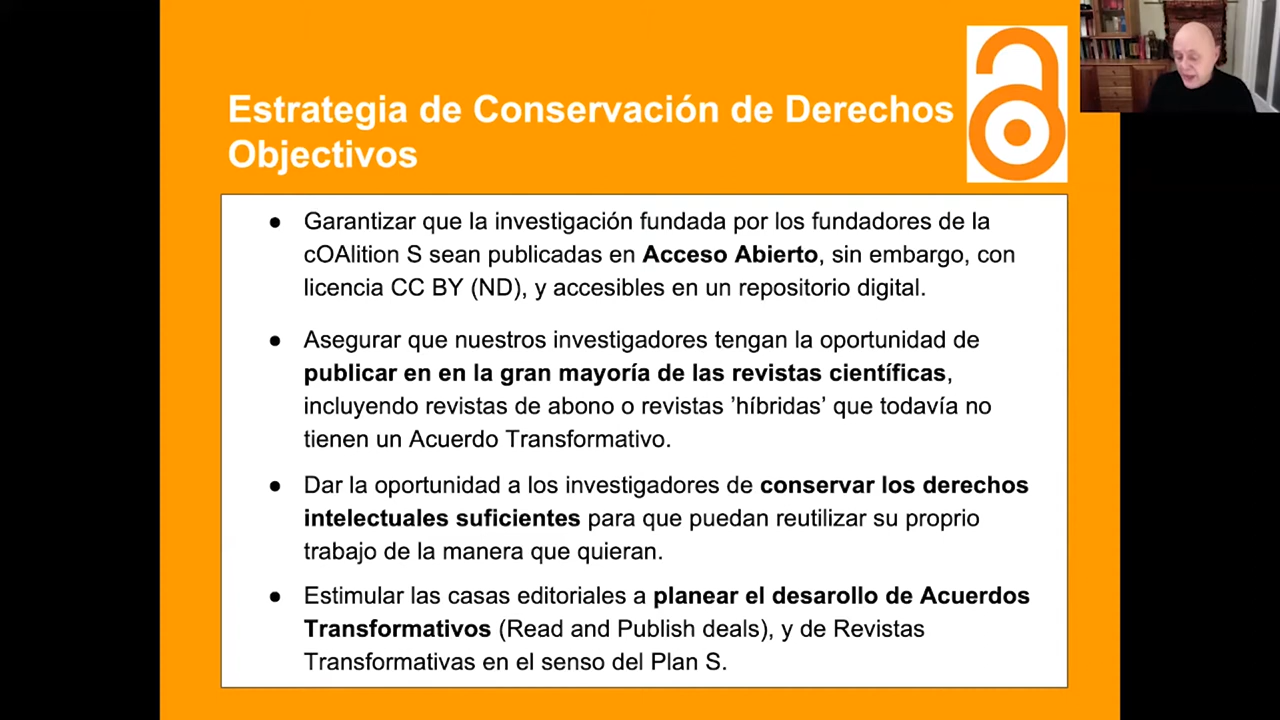 Estrategia de Conservación de Derechos
Objectivos
● Garantizar que la investigación fundada por los fundadores de la
cOAlition S sean publicadas en Acceso Abierto, sin embargo, con
licencia CC BY (ND), y accesibles en un repositorio digital.
● Asegurar que nuestros investigadores tengan la oportunidad de
publicar en en la gran mayoría de las revistas científicas,
incluyendo revistas de abono o revistas ’híbridas’ que todavía no
tienen un Acuerdo Transformativo.
● Dar la oportunidad a los investigadores de conservar los derechos
intelectuales suficientes para que puedan reutilizar su proprio
trabajo de la manera que quieran.
● Estimular las casas editoriales a planear el desarollo de Acuerdos
Transformativos (Read and Publish deals), y de Revistas
Transformativas en el senso del Plan S.